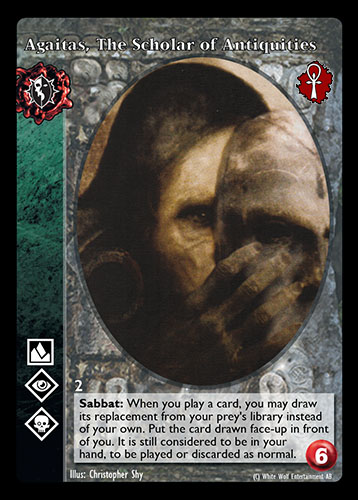 Agaitas, The Scholar of Antiquities
2
Sabbat: When you play a card, you may draw
its replacement from your prey's library instead
of your own. Put the card drawn face-up in front
of you. It is still considered to be in your
hand, to be played or discarded as normal.
6
Illus: Christopher Shy
(C) White Wolf Entertainment AB